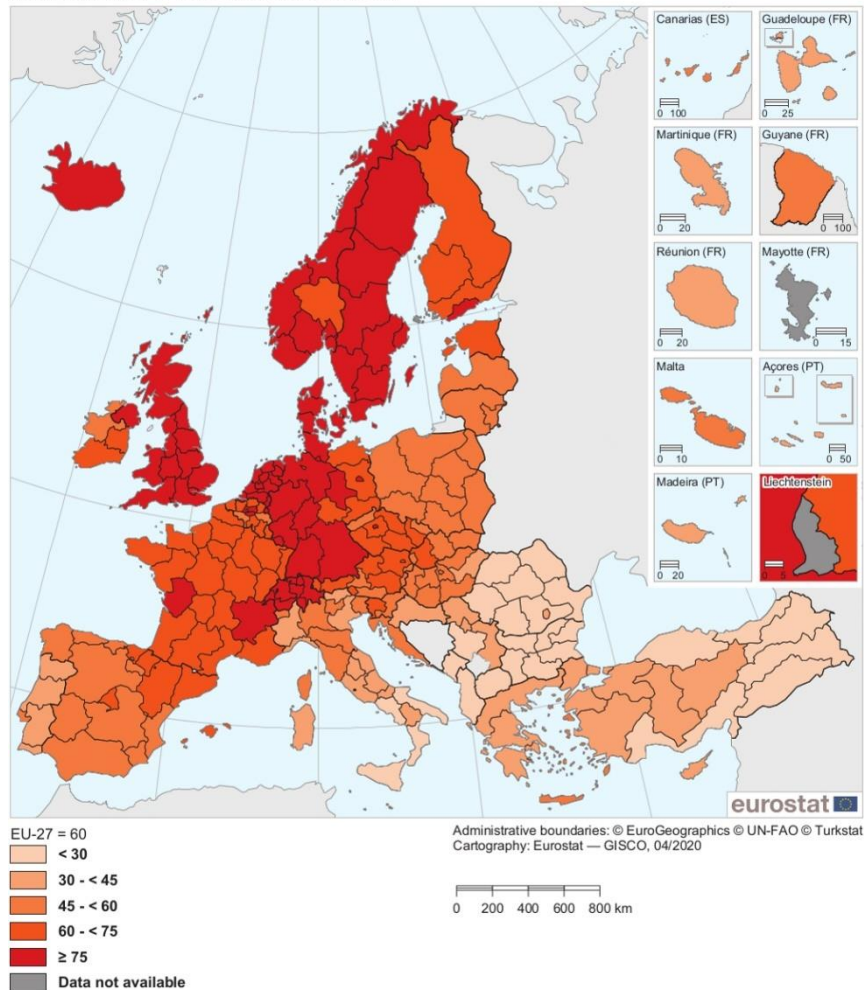 Canarias (ES)
0 100
Guadeloupe (FR)
0 25
Martinique (FR)
0 20
Guyane (FR)
0 100
Réunion (FR)
0 20
Mayotte (FR)
0 15
Malta
0 10
Açores (PT)
0 50
Madeira (PT)
0 20
Liechtenstein
0 5
eurostat
EU-27 = 60
< 30
30 - < 45
45 - < 60
60 - < 75
≥ 75
Data not available
Administrative boundaries: © EuroGeographics © UN-FAO © Turkstat
Cartography: Eurostat — GISCO, 04/2020
0 200 400 600 800 km